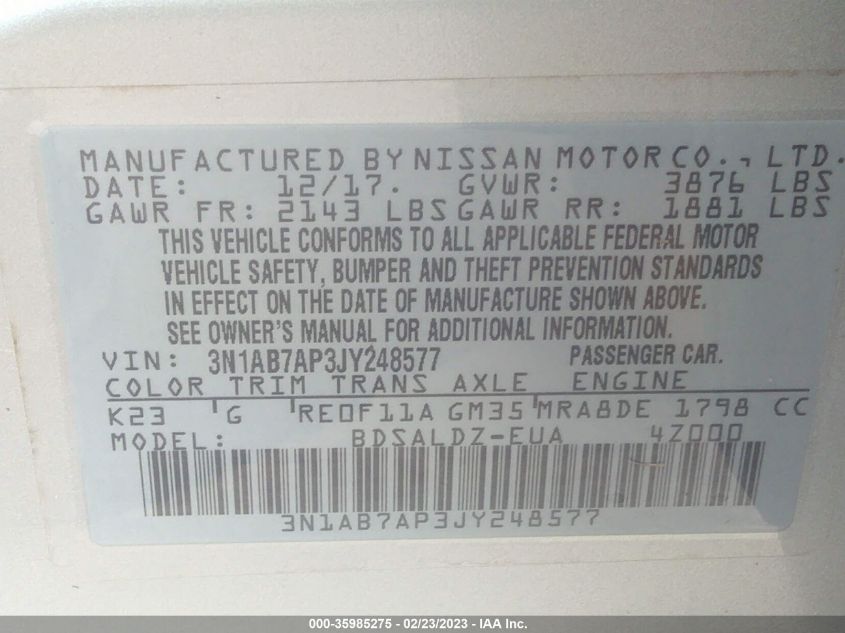 MANUFACTURED BY NISSAN MOTOR CO., LTD.
DATE: 12/17. GVWR: 3876 LBS
GAWR FR: 2143 LBS GAWR RR: 1881 LBS
THIS VEHICLE CONFORMS TO ALL APPLICABLE FEDERAL MOTOR
VEHICLE SAFETY, BUMPER AND THEFT PREVENTION STANDARDS
IN EFFECT ON THE DATE OF MANUFACTURE SHOWN ABOVE.
SEE OWNER'S MANUAL FOR ADDITIONAL INFORMATION.
VIN: 3N1AB7AP3JY248577 PASSENGER CAR.
COLOR TRIM TRANS AXLE ENGINE
K23 'G 'RE0F11A GM35 'MRA8DE 1798 CC
MODEL: BDSALDZ-EUA 4Z000
3N1AB7AP3JY248577
000-35985275 - 02/23/2023 - IAA Inc.